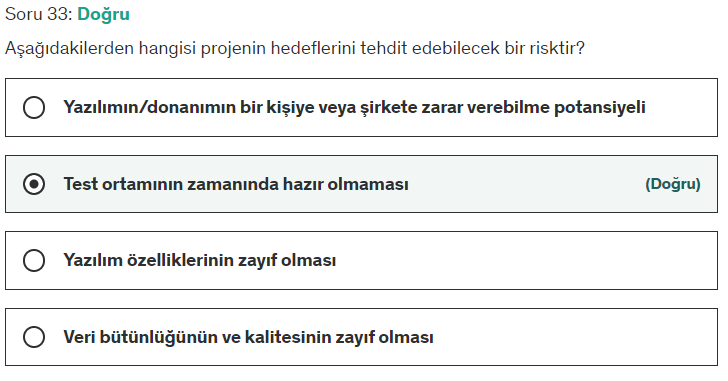 Soru 33: Doğru
Aşağıdakilerden hangisi projenin hedeflerini tehdit edebilecek bir risktir?
Yazılımın/donanımın bir kişiye veya şirkete zarar verebilme potansiyeli
Test ortamının zamanında hazır olmaması (Doğru)
Yazılım özelliklerinin zayıf olması
Veri bütünlüğünün ve kalitesinin zayıf olması